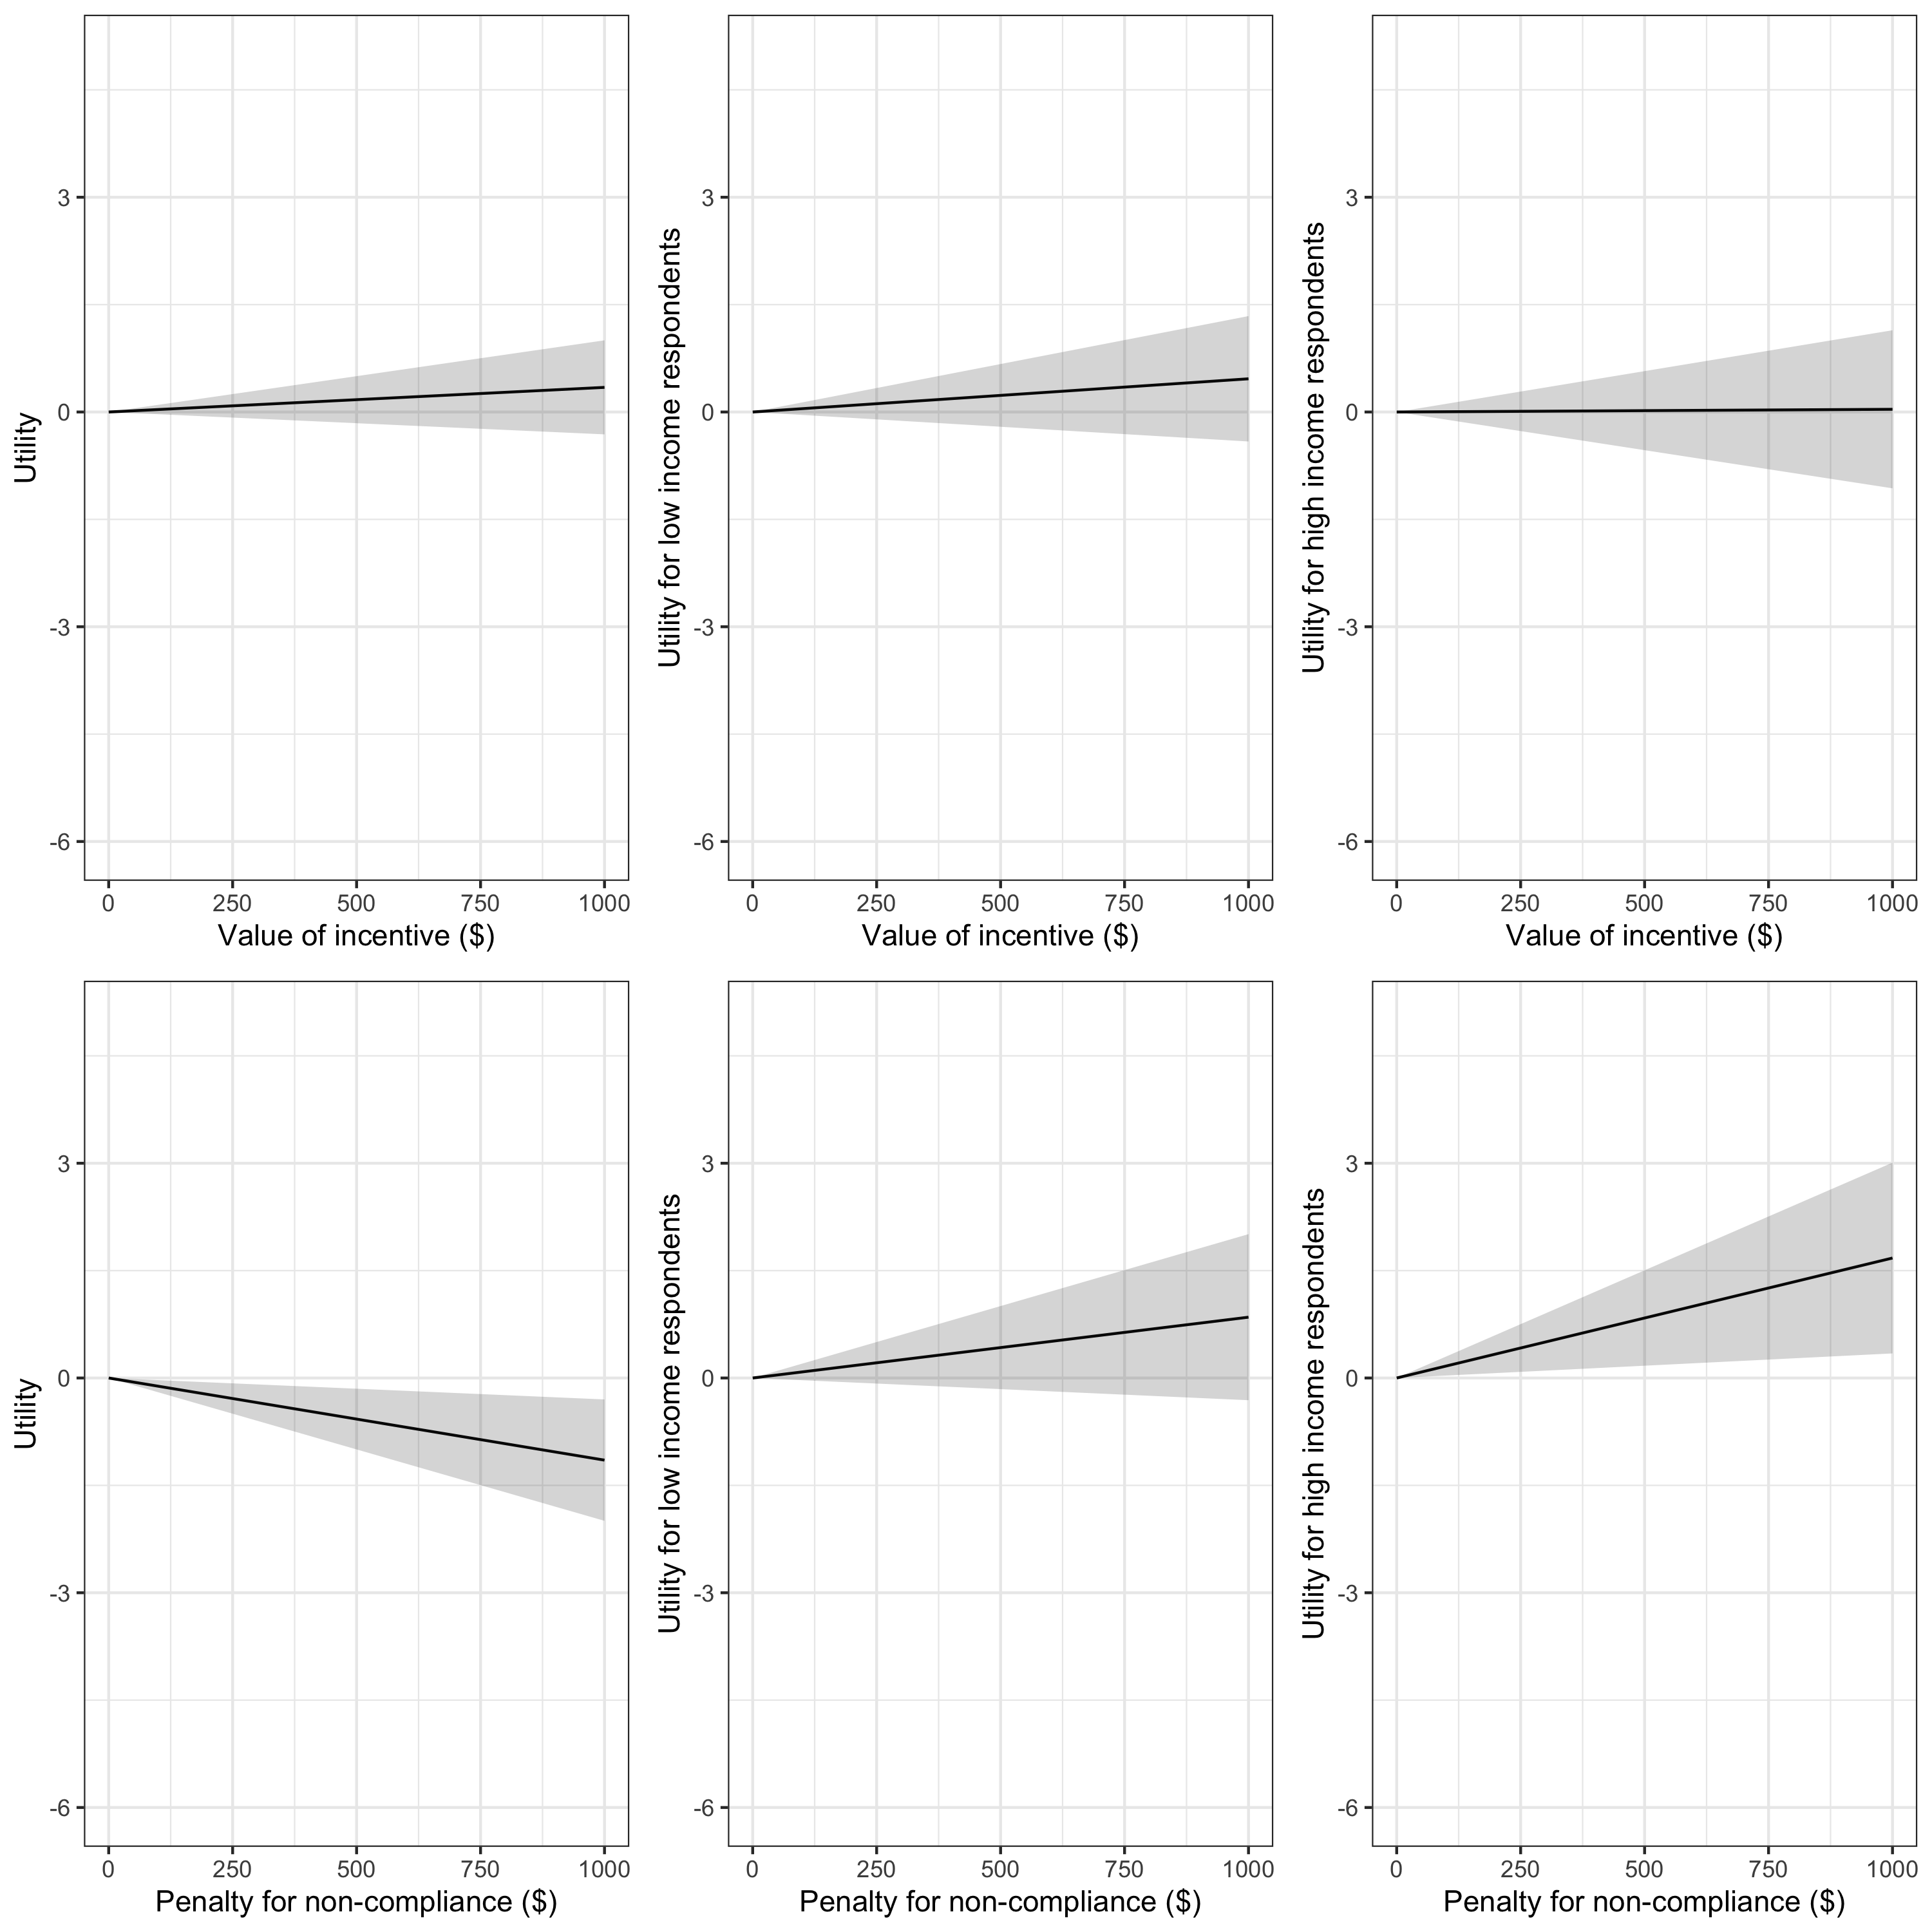 Utility
3
0
-3
-6
0 250 500 750 1000
Value of incentive ($)
Utility for low income respondents
3
0
-3
-6
0 250 500 750 1000
Value of incentive ($)
Utility for high income respondents
3
0
-3
-6
0 250 500 750 1000
Value of incentive ($)
Utility
3
0
-3
-6
0 250 500 750 1000
Penalty for non-compliance ($)
Utility for low income respondents
3
0
-3
-6
0 250 500 750 1000
Penalty for non-compliance ($)
Utility for high income respondents
3
0
-3
-6
0 250 500 750 1000
Penalty for non-compliance ($)